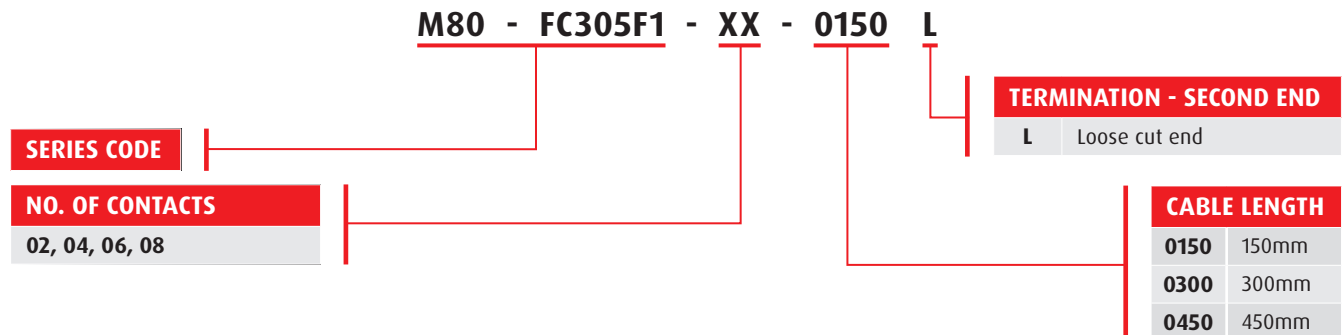 M80 - FC305F1 - XX - 0150 L
TERMINATION - SECOND END
L Loose cut end
SERIES CODE
NO. OF CONTACTS
02, 04, 06, 08
CABLE LENGTH
0150 150mm
0300 300mm
0450 450mm